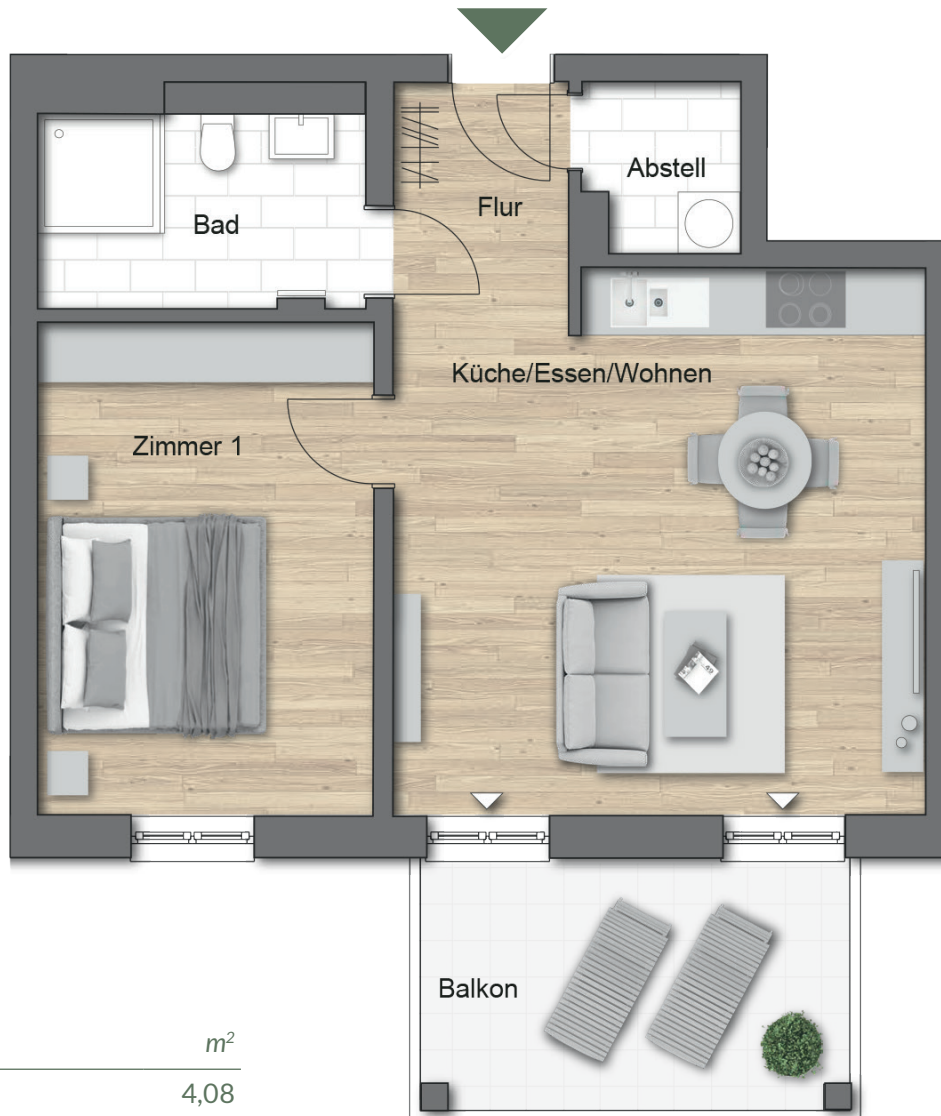 Abstell
Flur
Bad
Küche/Essen/Wohnen
Zimmer 1
Balkon
m²
4,08